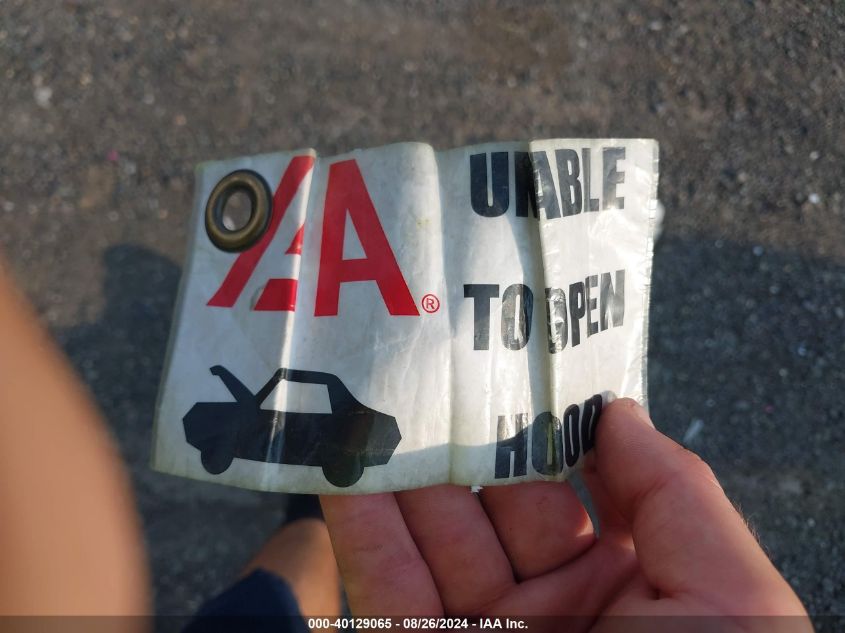 IAA®
UNABLE
TO OPEN
HOOD
000-40129065 - 08/26/2024 - IAA Inc.